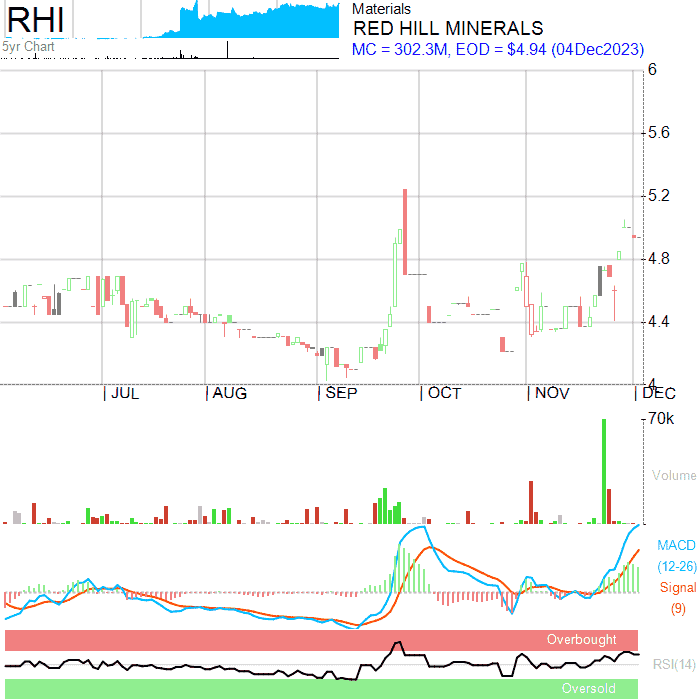 RHI
5yr Chart
Materials
RED HILL MINERALS
MC = 302.3M, EOD = $4.94 (04Dec2023)
6
5.6
5.2
4.8
4.4
4
| JUL | AUG | SEP | OCT | NOV | DEC
70k
Volume
MACD
(12-26)
Signal
(9)
Overbought
RSI(14)
Oversold